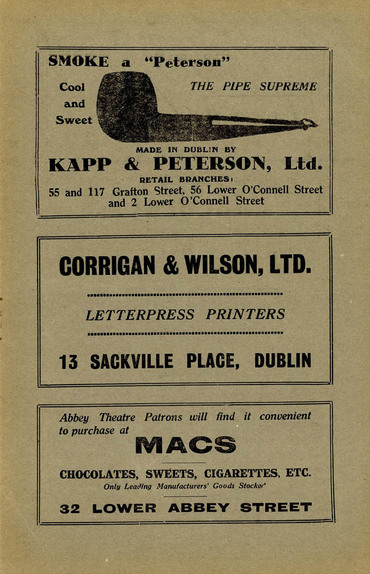 SMOKE a "Peterson"
Cool
and
Sweet
THE PIPE SUPREME
MADE IN DUBLIN BY
KAPP & PETERSON, Ltd.
RETAIL BRANCHES:
55 and 117 Grafton Street, 56 Lower O'Connell Street
and 2 Lower O'Connell Street
CORRIGAN & WILSON, LTD.
LETTERPRESS PRINTERS
13 SACKVILLE PLACE, DUBLIN
Abbey Theatre Patrons will find it convenient
to purchase at
MACS
CHOCOLATES, SWEETS, CIGARETTES, ETC.
Only Leading Manufacturers' Goods Stocked
32 LOWER ABBEY STREET